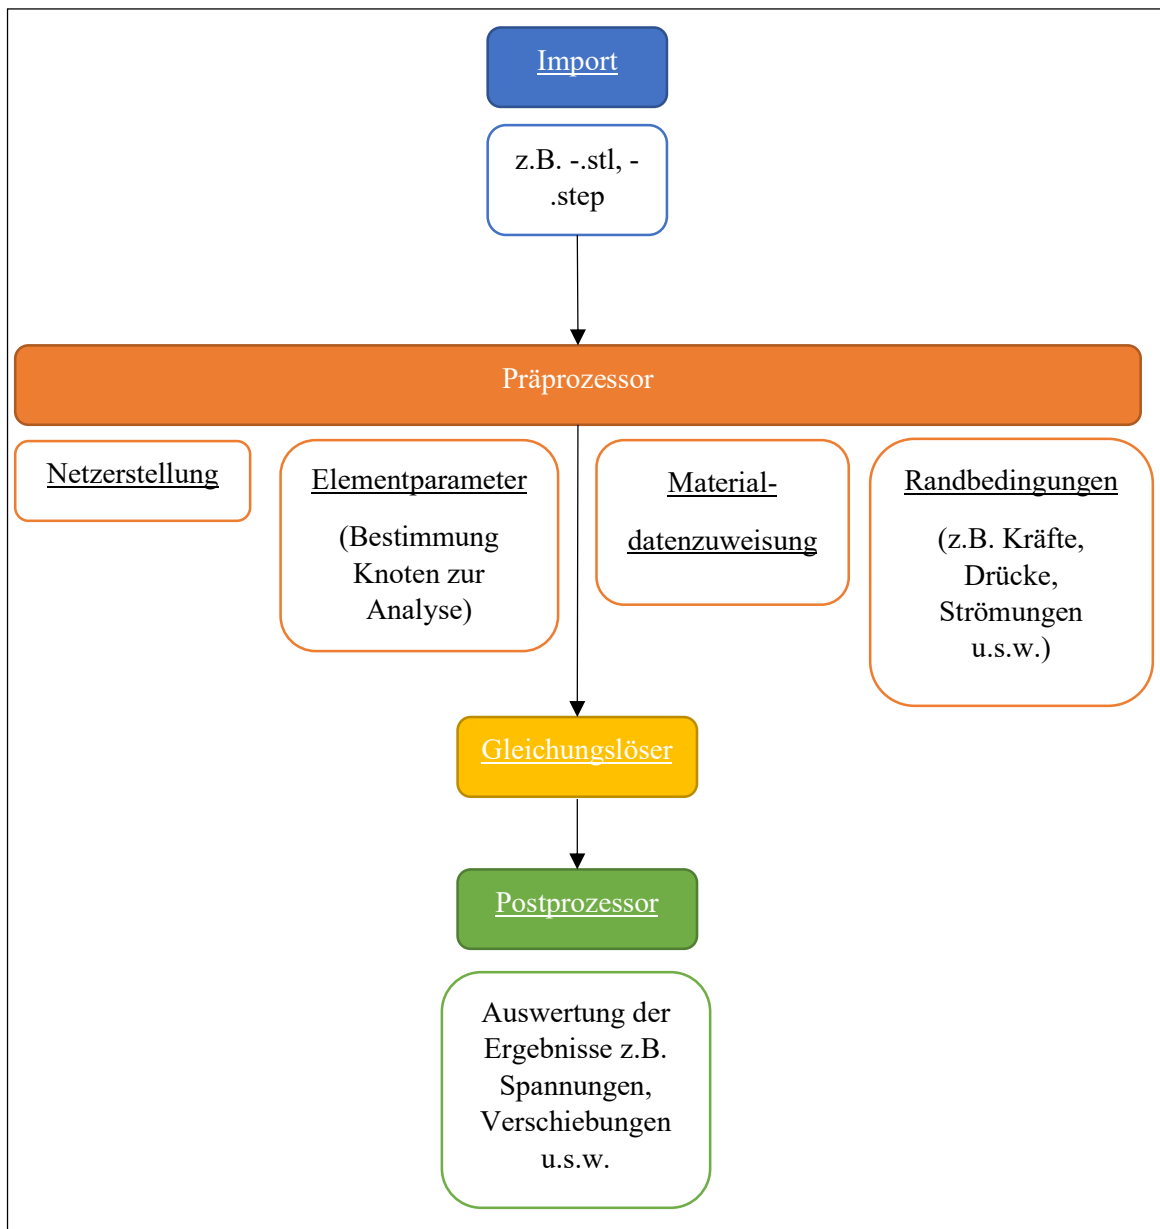 Import
z.B. -.stl, -
.step
Präprozessor
Netzerstellung
Elementparameter
(Bestimmung
Knoten zur
Analyse)
Material-
datenzuweisung
Randbedingungen
(z.B. Kräfte,
Drücke,
Strömungen
u.s.w.)
Gleichungslöser
Postprozessor
Auswertung der
Ergebnisse z.B.
Spannungen,
Verschiebungen
u.s.w.